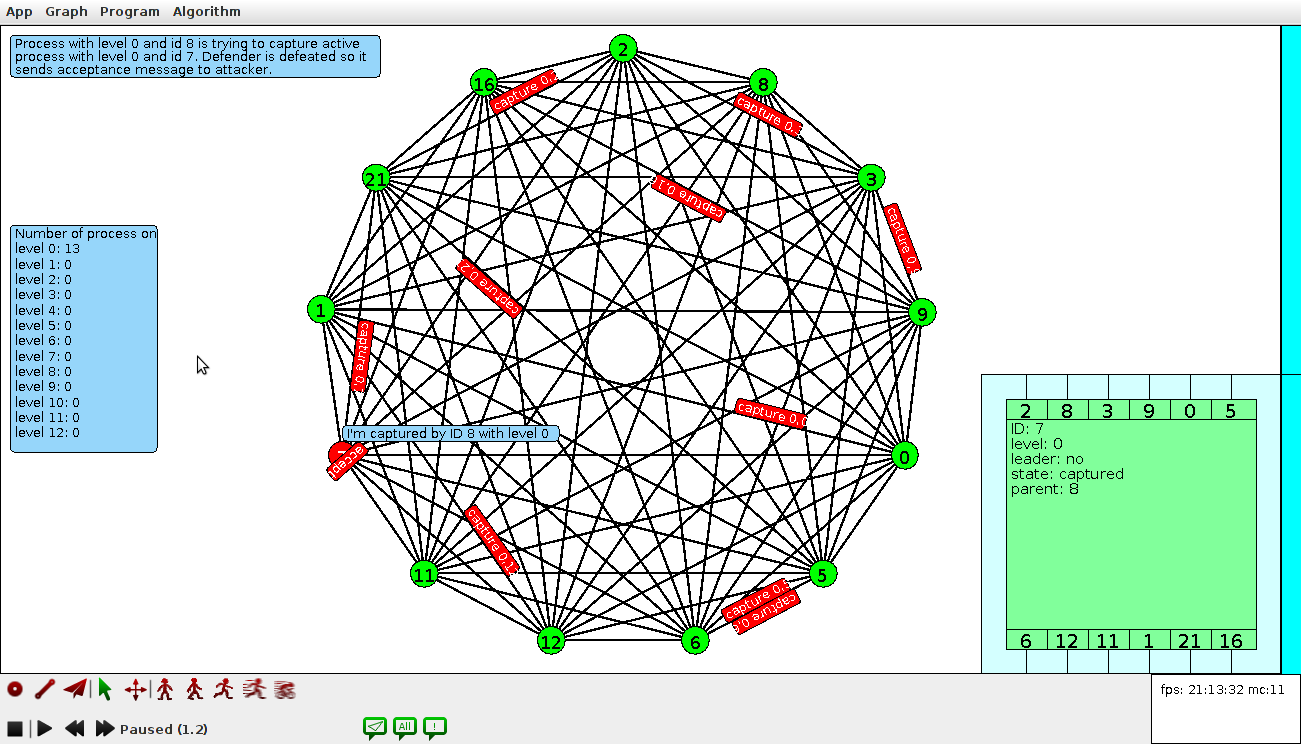 App Graph Program Algorithm
Process with level 0 and id 8 is trying to capture active
process with level 0 and id 7. Defender is defeated so it
sends acceptance message to attacker.
2
16
8
capture 0,
capture 0,
21
3
capture 0,1
capture 0,
Number of process on
level 0: 13
level 1: 0
level 2: 0
level 3: 0
level 4: 0
level 5: 0
level 6: 0
level 7: 0
level 8: 0
level 9: 0
level 10: 0
level 11: 0
level 12: 0
capture 0,2
1
9
capture 0,
capture 0,
I'm captured by ID 8 with level 0
accept
0
capture 0,1
11
5
capture 0,
capture 0,6
12
6
2 8 3 9 0 5
ID: 7
level: 0
leader: no
state: captured
parent: 8
6 12 11 1 21 16
fps: 21:13:32 mc:11
Paused (1.2)
All
!